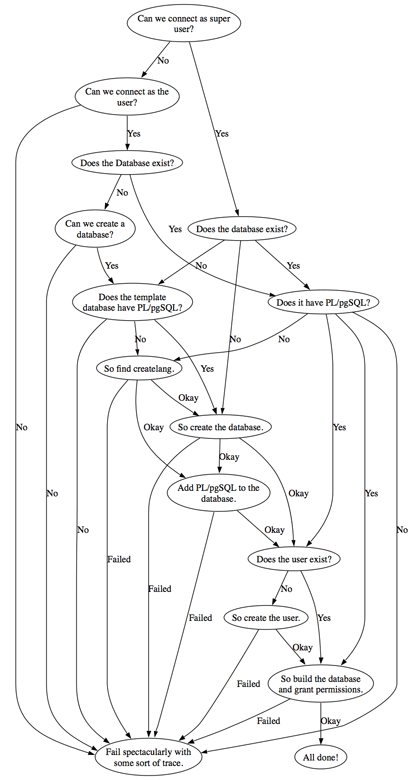 Can we connect as super
user?
No
Can we connect as the
user?
Yes
Yes
Does the Database exist?
No
Can we create a
database?
Yes
Does the database exist?
Yes
No
Yes
Does the template
database have PL/pgSQL?
Does it have PL/pgSQL?
No
No
No
So find createlang.
Yes
Okay
No
Okay
So create the database.
Yes
Okay
No
Add PL/pgSQL to the
database.
Okay
Yes
No
No
Okay
Does the user exist?
Failed
No
Failed
Failed
So create the user.
Yes
Okay
Failed
So build the database
and grant permissions.
Failed
Okay
Fail spectacularly with
some sort of trace.
All done!